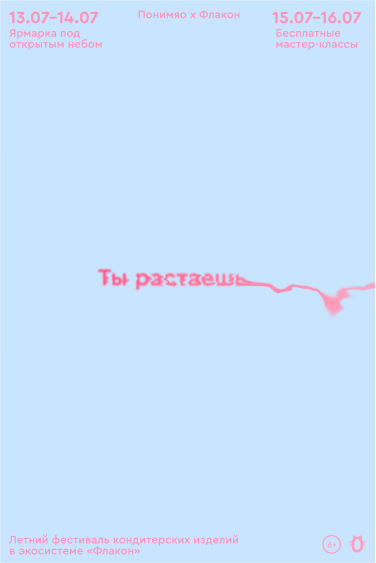 13.07–14.07
Ярмарка под
открытым небом
Понимяо х Флакон
15.07–16.07
Бесплатные
мастер-классы
Ты растаешь
Летний фестиваль кондитерских изделий
в экосистеме «Флакон»
6+